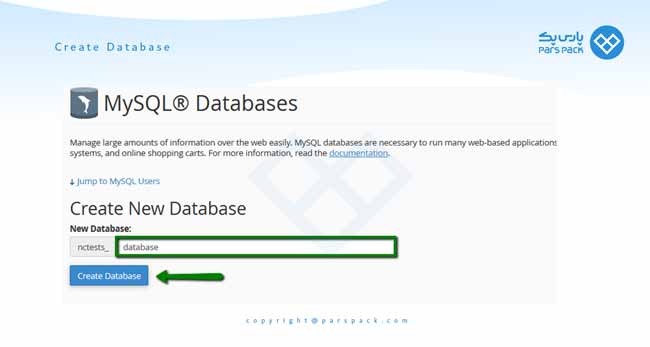 Create Database
پارس پک
PARS PACK
MySQL® Databases
Manage large amounts of information over the web easily. MySQL databases are necessary to run many web-based applications
systems, and online shopping carts. For more information, read the documentation.
↓ Jump to MySQL Users
Create New Database
New Database:
nctests_ database
Create Database
copyright@parspack.com